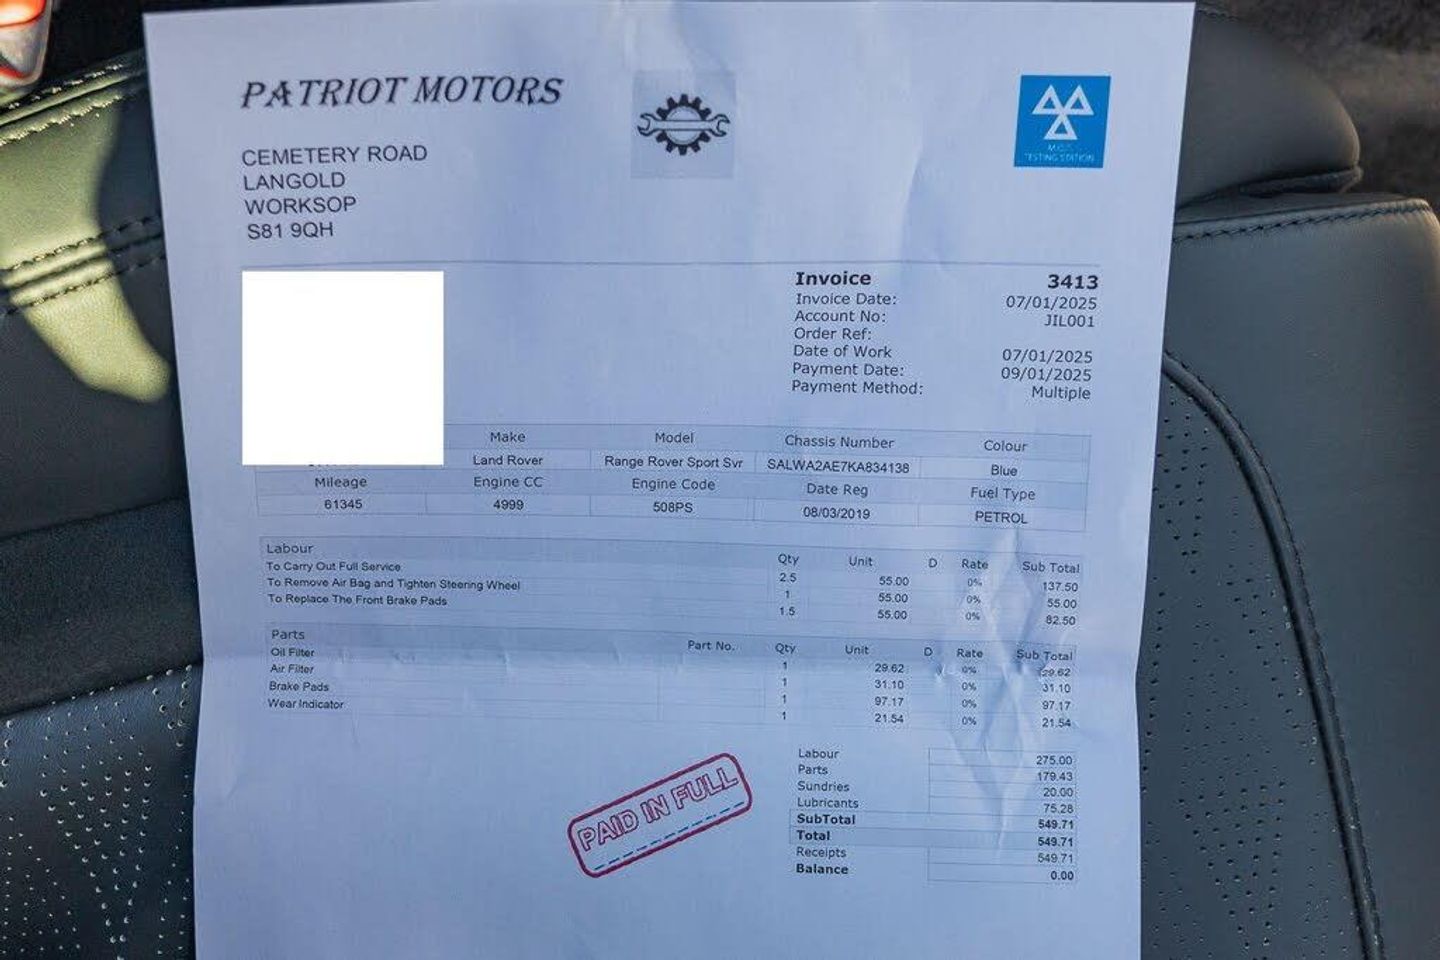 PATRIOT MOTORS
CEMETERY ROAD
LANGOLD
WORKSOP
S81 9QH
M.O.T.
TESTING STATION
Invoice 3413
Invoice Date: 07/01/2025
Account No: JIL001
Order Ref:
Date of Work 07/01/2025
Payment Date: 09/01/2025
Payment Method: Multiple
Make Model Chassis Number Colour
Land Rover Range Rover Sport Svr SALWA2AE7KA834138 Blue
Mileage Engine CC Engine Code Date Reg Fuel Type
61345 4999 508PS 08/03/2019 PETROL
Labour Qty Unit D Rate Sub Total
To Carry Out Full Service 2.5 55.00 0% 137.50
To Remove Air Bag and Tighten Steering Wheel 1 55.00 0% 55.00
To Replace The Front Brake Pads 1.5 55.00 0% 82.50
Parts Part No. Qty Unit D Rate Sub Total
Oil Filter 1 29.62 0% 29.62
Air Filter 1 31.10 0% 31.10
Brake Pads 1 97.17 0% 97.17
Wear Indicator 1 21.54 0% 21.54
PAID IN FULL
Labour 275.00
Parts 179.43
Sundries 20.00
Lubricants 75.28
SubTotal 549.71
Total 549.71
Receipts 549.71
Balance 0.00